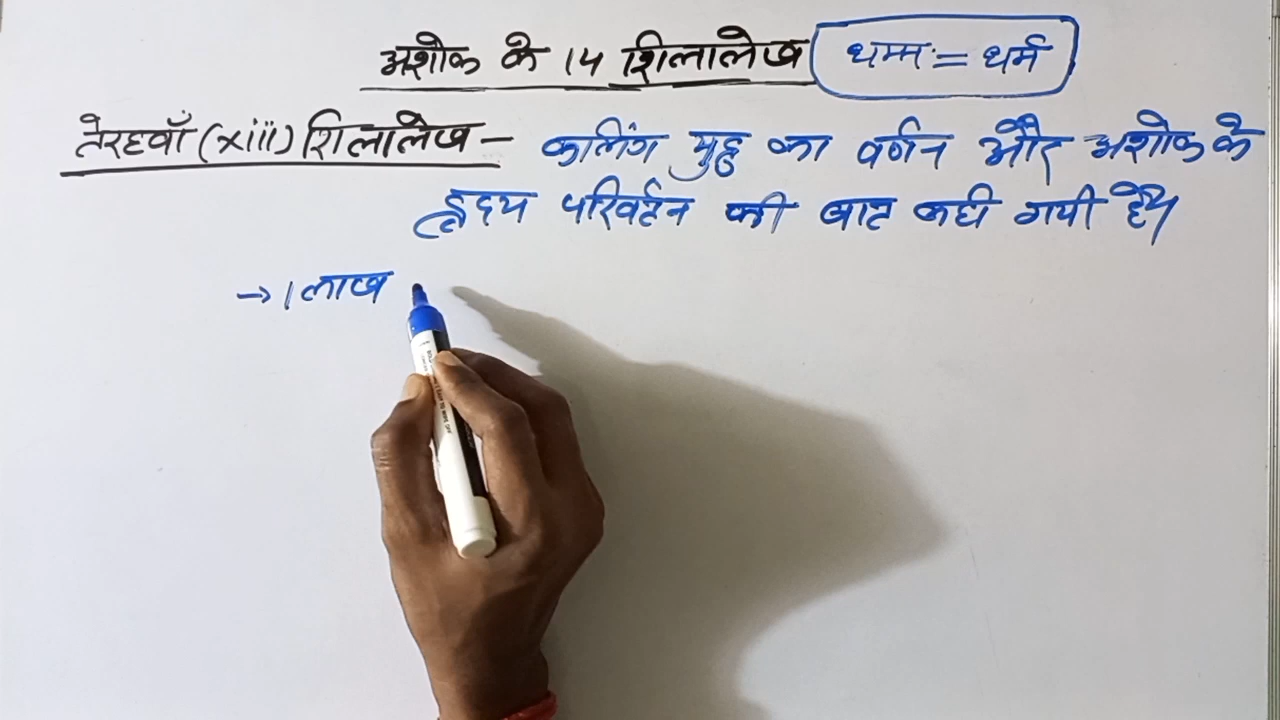 अशोक के 14 शिलालेख धम्म = धर्म
तेरहवाँ (xiii) शिलालेख - कलिंग युद्ध का वर्णन और अशोक के
हृदय परिवर्तन की बात कही गयी है।
→ 1 लाख